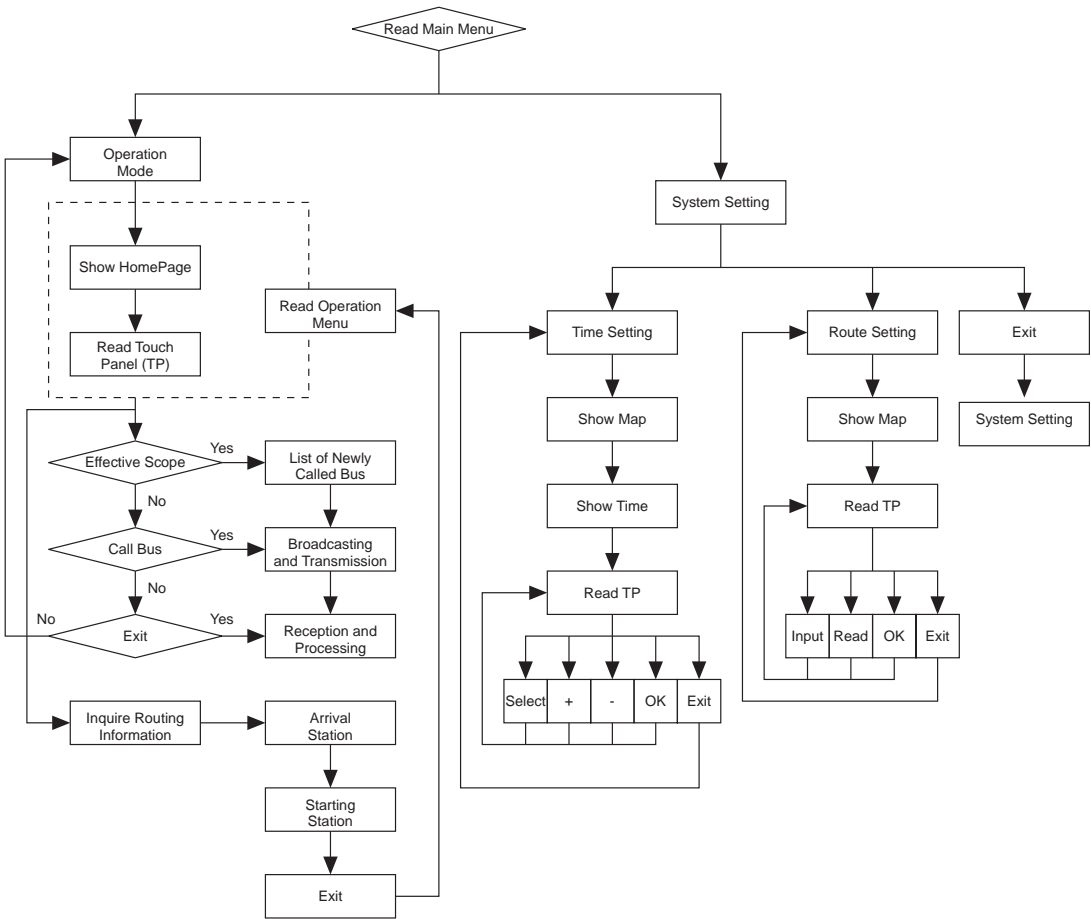 Read Main Menu
Operation
Mode
System Setting
Show HomePage
Read Touch
Panel (TP)
Read Operation
Menu
Effective Scope
Yes
List of Newly
Called Bus
No
Call Bus
Yes
Broadcasting
and Transmission
No
No
Exit
Yes
Reception and
Processing
Inquire Routing
Information
Arrival
Station
Starting
Station
Exit
Time Setting
Show Map
Show Time
Read TP
Select
+
-
OK
Exit
Route Setting
Show Map
Read TP
Input
Read
OK
Exit
Exit
System Setting